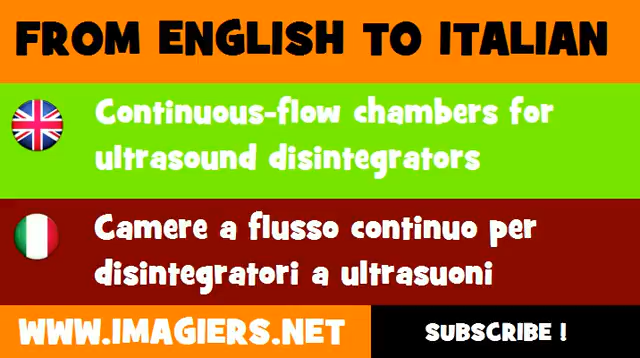 FROM ENGLISH TO ITALIAN
Continuous-flow chambers for
ultrasound disintegrators
Camere a flusso continuo per
disintegratori a ultrasuoni
WWW.IMAGIERS.NET
SUBSCRIBE !